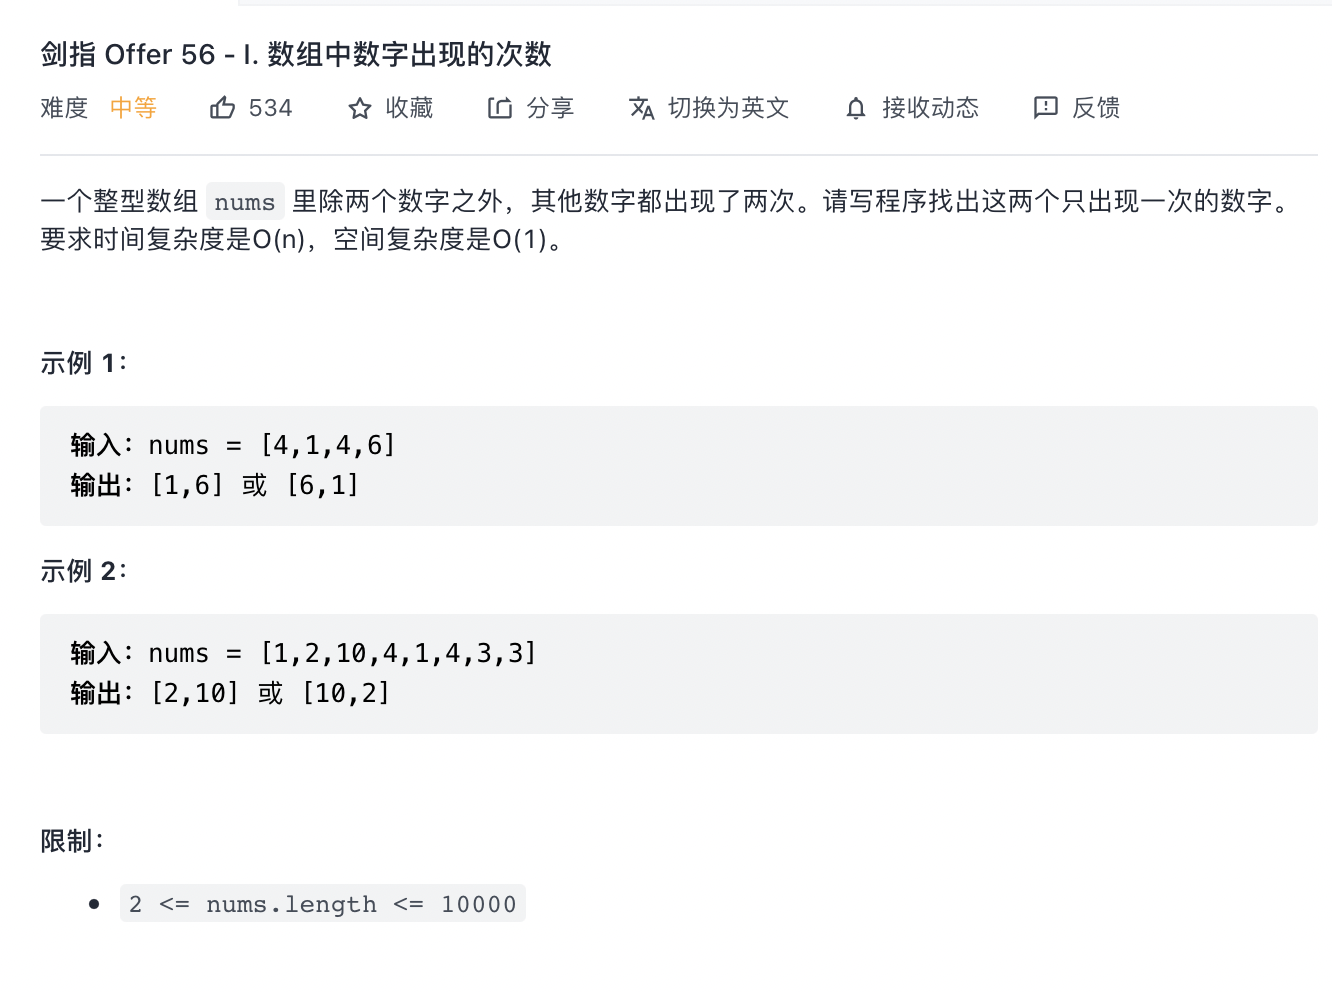 剑指 Offer 56 - I. 数组中数字出现的次数
难度 中等 534 收藏 分享 切换为英文 接收动态 反馈
一个整型数组 nums 里除两个数字之外，其他数字都出现了两次。请写程序找出这两个只出现一次的数字。
要求时间复杂度是O(n)，空间复杂度是O(1)。
示例 1：
输入：nums = [4,1,4,6]
输出：[1,6] 或 [6,1]
示例 2：
输入：nums = [1,2,10,4,1,4,3,3]
输出：[2,10] 或 [10,2]
限制：
2 <= nums.length <= 10000